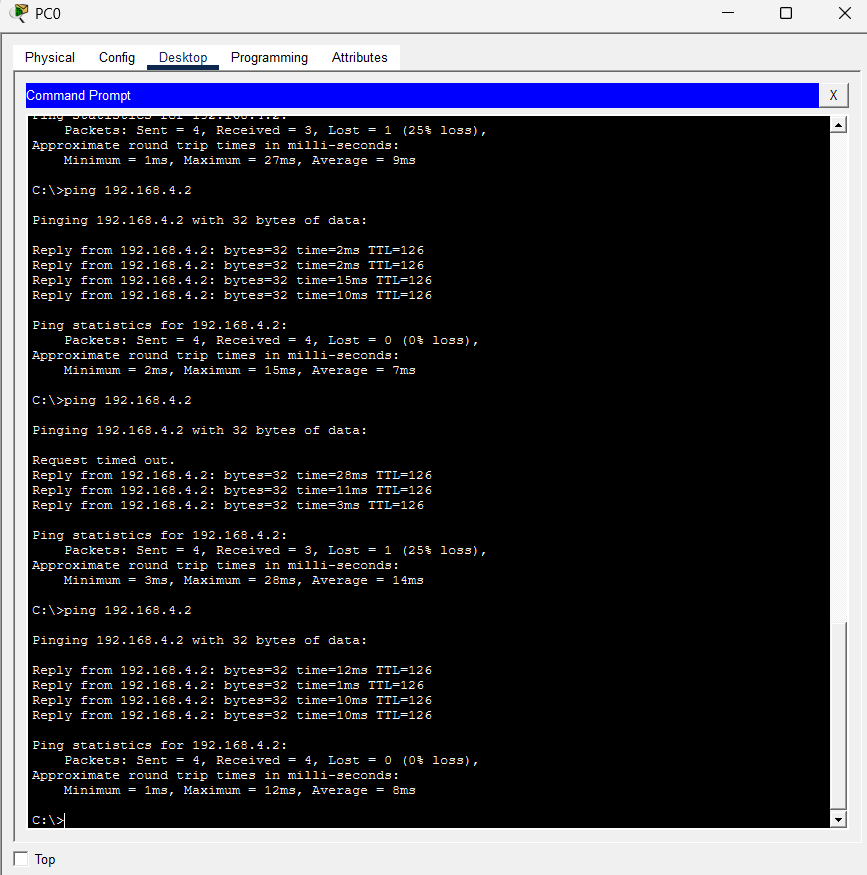 PC0
Physical Config Desktop Programming Attributes
Command Prompt
X
Ping statistics for 192.168.4.2:
    Packets: Sent = 4, Received = 3, Lost = 1 (25% loss),
Approximate round trip times in milli-seconds:
    Minimum = 1ms, Maximum = 27ms, Average = 9ms
C:\>ping 192.168.4.2
Pinging 192.168.4.2 with 32 bytes of data:
Reply from 192.168.4.2: bytes=32 time=2ms TTL=126
Reply from 192.168.4.2: bytes=32 time=2ms TTL=126
Reply from 192.168.4.2: bytes=32 time=15ms TTL=126
Reply from 192.168.4.2: bytes=32 time=10ms TTL=126
Ping statistics for 192.168.4.2:
    Packets: Sent = 4, Received = 4, Lost = 0 (0% loss),
Approximate round trip times in milli-seconds:
    Minimum = 2ms, Maximum = 15ms, Average = 7ms
C:\>ping 192.168.4.2
Pinging 192.168.4.2 with 32 bytes of data:
Request timed out.
Reply from 192.168.4.2: bytes=32 time=28ms TTL=126
Reply from 192.168.4.2: bytes=32 time=11ms TTL=126
Reply from 192.168.4.2: bytes=32 time=3ms TTL=126
Ping statistics for 192.168.4.2:
    Packets: Sent = 4, Received = 3, Lost = 1 (25% loss),
Approximate round trip times in milli-seconds:
    Minimum = 3ms, Maximum = 28ms, Average = 14ms
C:\>ping 192.168.4.2
Pinging 192.168.4.2 with 32 bytes of data:
Reply from 192.168.4.2: bytes=32 time=12ms TTL=126
Reply from 192.168.4.2: bytes=32 time=1ms TTL=126
Reply from 192.168.4.2: bytes=32 time=10ms TTL=126
Reply from 192.168.4.2: bytes=32 time=10ms TTL=126
Ping statistics for 192.168.4.2:
    Packets: Sent = 4, Received = 4, Lost = 0 (0% loss),
Approximate round trip times in milli-seconds:
    Minimum = 1ms, Maximum = 12ms, Average = 8ms
C:\>
Top